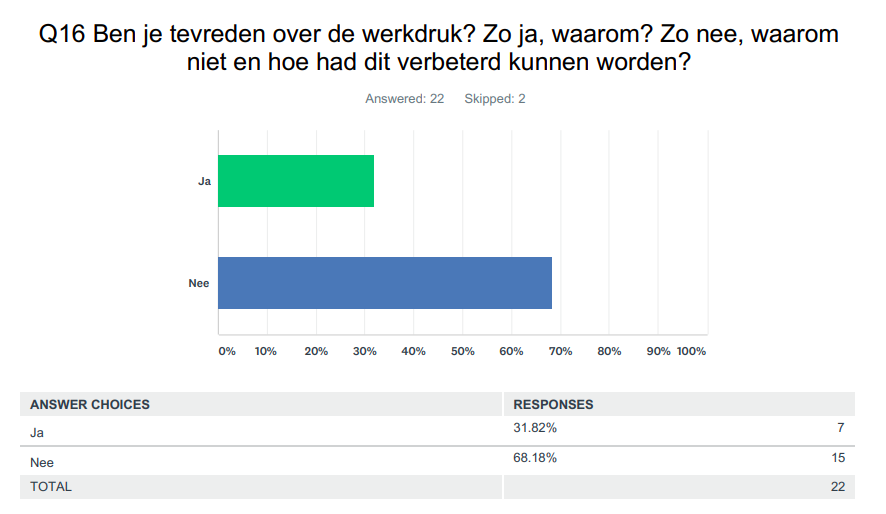 Q16 Ben je tevreden over de werkdruk? Zo ja, waarom? Zo nee, waarom
niet en hoe had dit verbeterd kunnen worden?
Answered: 22 Skipped: 2
Ja
Nee
0% 10% 20% 30% 40% 50% 60% 70% 80% 90% 100%
ANSWER CHOICES RESPONSES
Ja 31.82% 7
Nee 68.18% 15
TOTAL 22